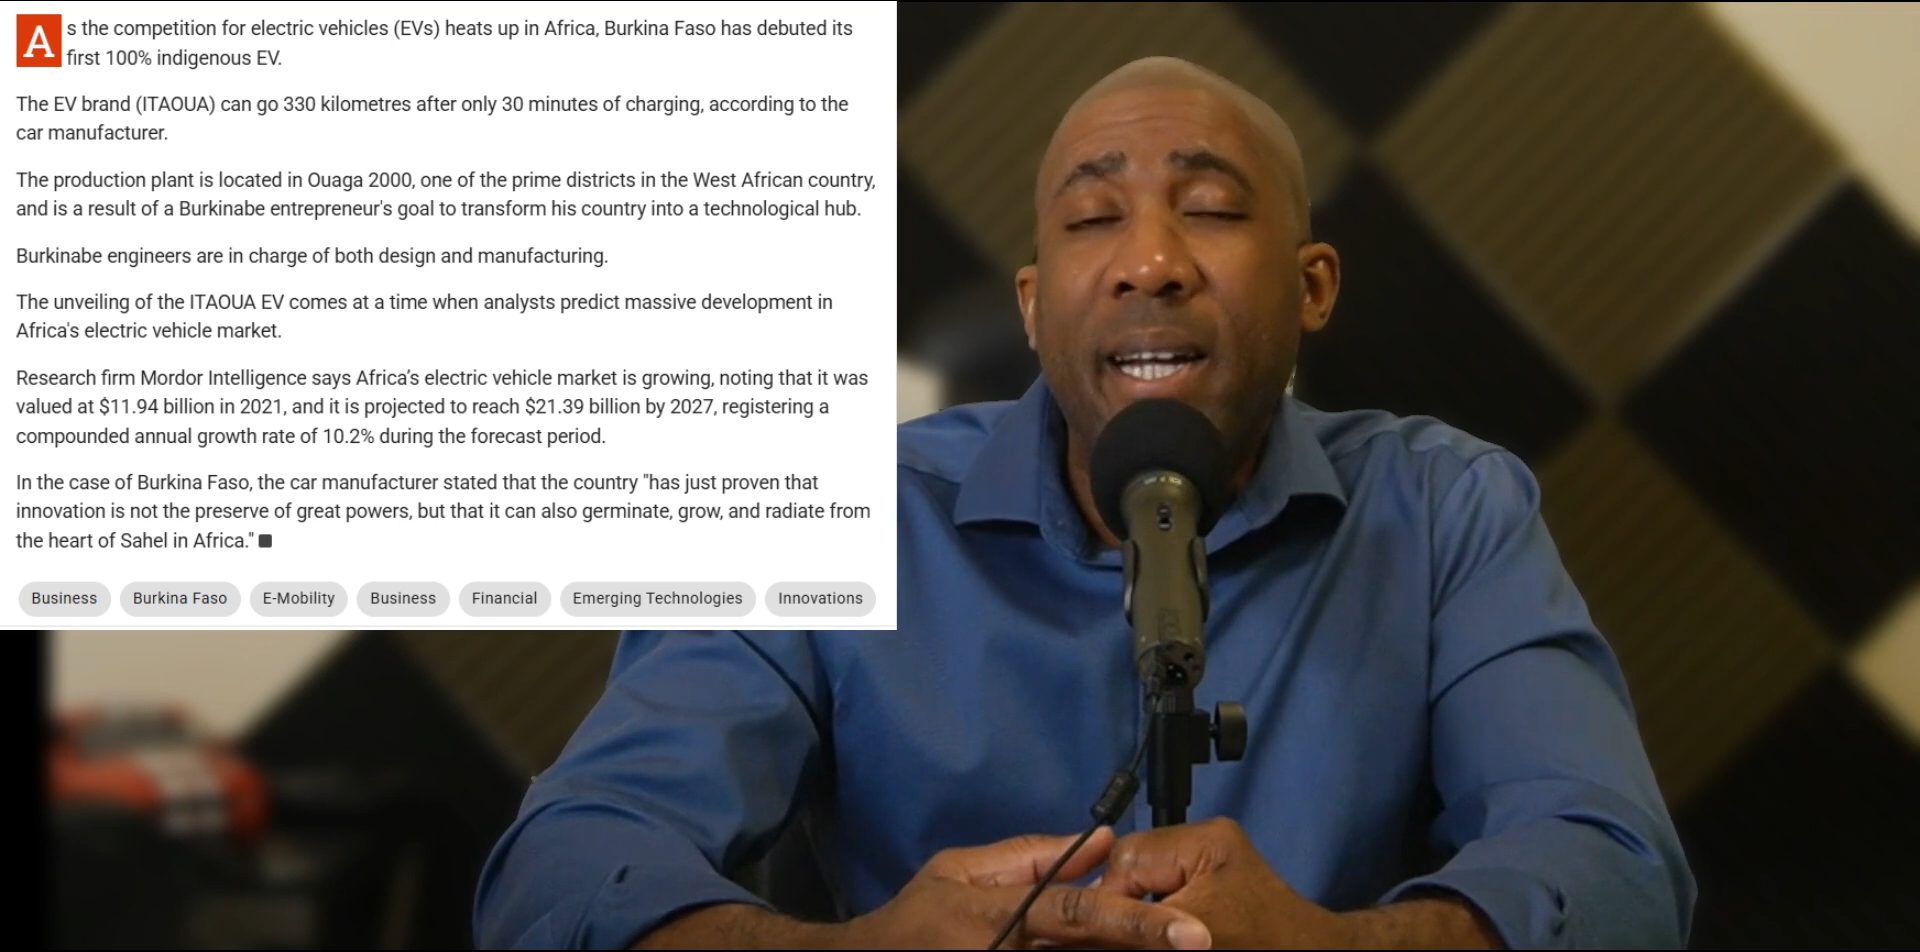 As the competition for electric vehicles (EVs) heats up in Africa, Burkina Faso has debuted its
first 100% indigenous EV.
The EV brand (ITAOUA) can go 330 kilometres after only 30 minutes of charging, according to the
car manufacturer.
The production plant is located in Ouaga 2000, one of the prime districts in the West African country,
and is a result of a Burkinabe entrepreneur's goal to transform his country into a technological hub.
Burkinabe engineers are in charge of both design and manufacturing.
The unveiling of the ITAOUA EV comes at a time when analysts predict massive development in
Africa's electric vehicle market.
Research firm Mordor Intelligence says Africa’s electric vehicle market is growing, noting that it was
valued at $11.94 billion in 2021, and it is projected to reach $21.39 billion by 2027, registering a
compounded annual growth rate of 10.2% during the forecast period.
In the case of Burkina Faso, the car manufacturer stated that the country "has just proven that
innovation is not the preserve of great powers, but that it can also germinate, grow, and radiate from
the heart of Sahel in Africa."
Business Burkina Faso E-Mobility Business Financial Emerging Technologies Innovations